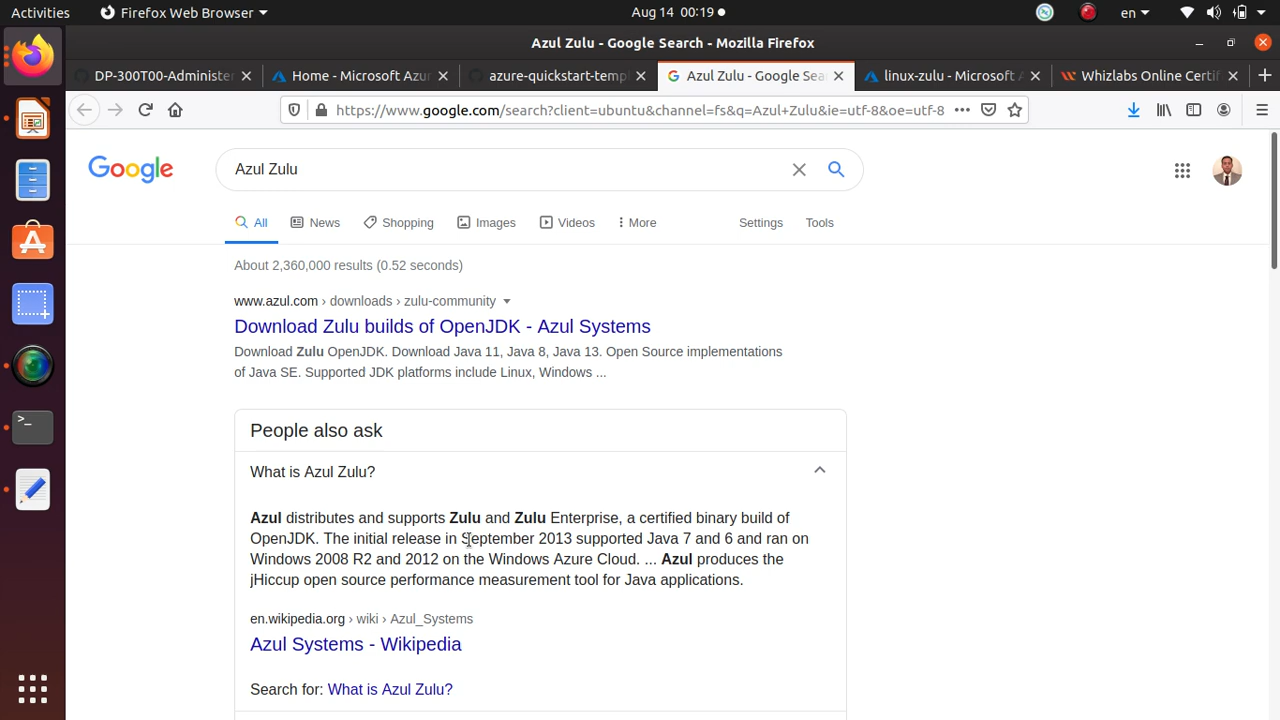 Activities
Firefox Web Browser
Aug 14 00:19
en
Azul Zulu - Google Search - Mozilla Firefox
DP-300T00-Administer
Home - Microsoft Azur
azure-quickstart-templ
Azul Zulu - Google Sea
linux-zulu - Microsoft A
Whizlabs Online Certif
https://www.google.com/search?client=ubuntu&channel=fs&q=Azul+Zulu&ie=utf-8&oe=utf-8
Google
Azul Zulu
All
News
Shopping
Images
Videos
More
Settings
Tools
About 2,360,000 results (0.52 seconds)
www.azul.com › downloads › zulu-community
Download Zulu builds of OpenJDK - Azul Systems
Download Zulu OpenJDK. Download Java 11, Java 8, Java 13. Open Source implementations
of Java SE. Supported JDK platforms include Linux, Windows ...
People also ask
What is Azul Zulu?
Azul distributes and supports Zulu and Zulu Enterprise, a certified binary build of
OpenJDK. The initial release in September 2013 supported Java 7 and 6 and ran on
Windows 2008 R2 and 2012 on the Windows Azure Cloud. ... Azul produces the
jHiccup open source performance measurement tool for Java applications.
en.wikipedia.org › wiki › Azul_Systems
Azul Systems - Wikipedia
Search for: What is Azul Zulu?